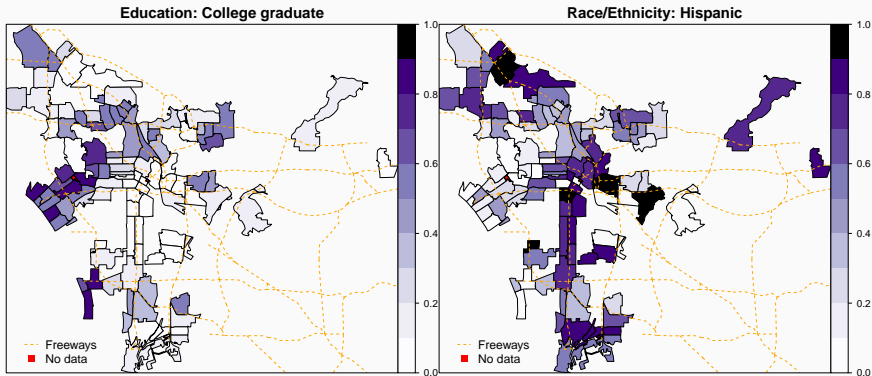 Education: College graduate
1.0
0.8
0.6
0.4
0.2
0.0
Freeways
No data
Race/Ethnicity: Hispanic
1.0
0.8
0.6
0.4
0.2
0.0
Freeways
No data